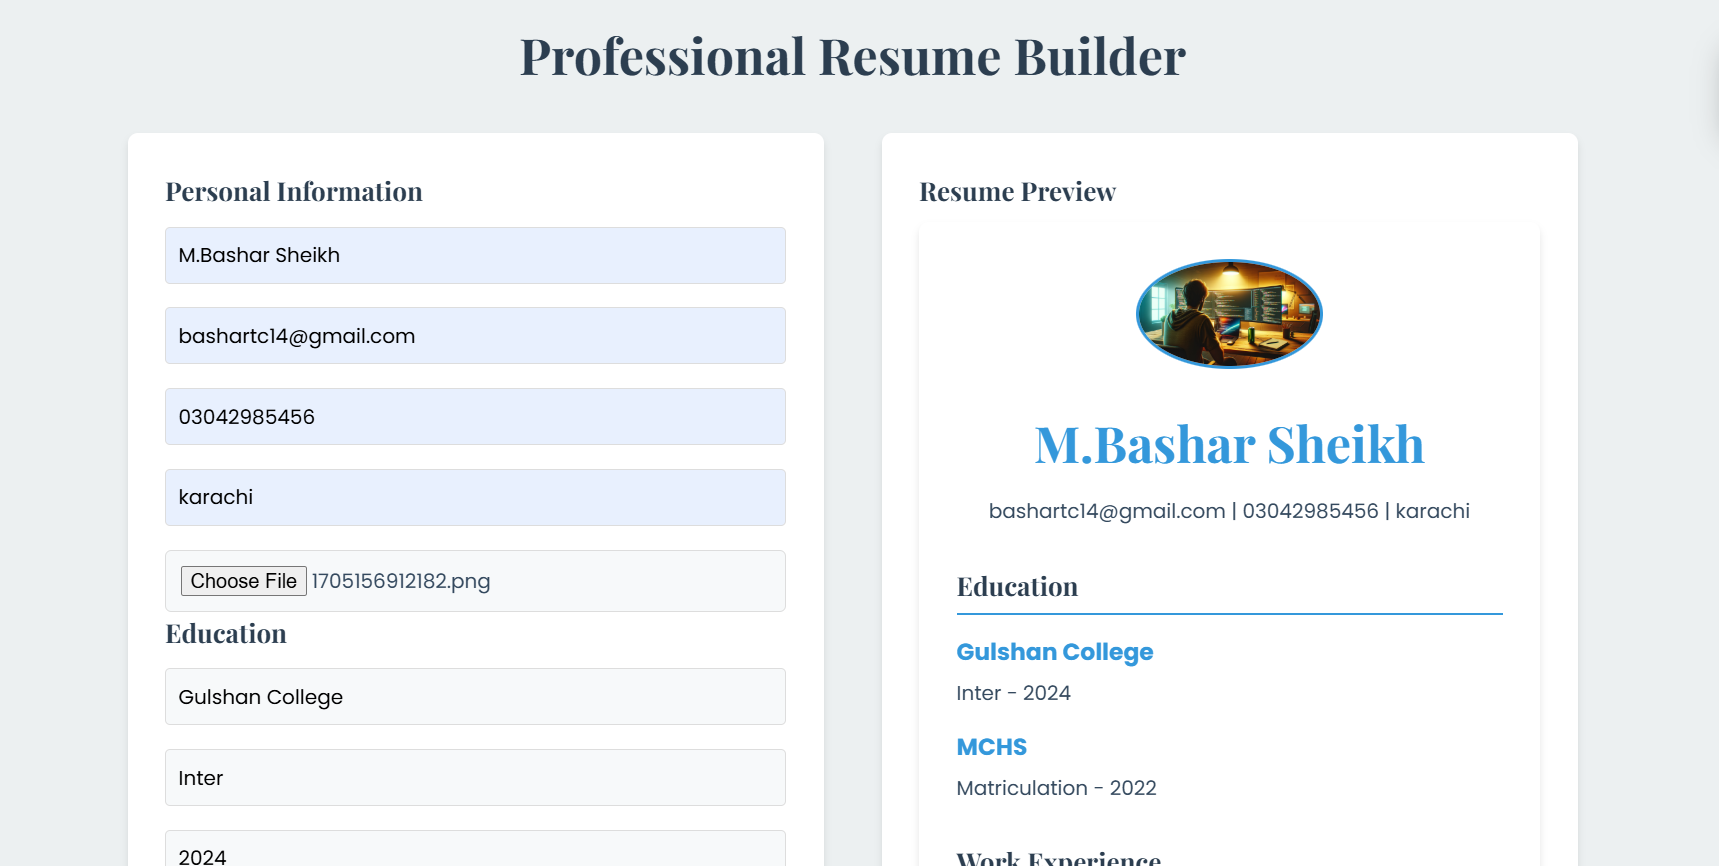 Professional Resume Builder
Personal Information
M.Bashar Sheikh
bashartc14@gmail.com
03042985456
karachi
Choose File 1705156912182.png
Education
Gulshan College
Inter
2024
Resume Preview
M.Bashar Sheikh
bashartc14@gmail.com | 03042985456 | karachi
Education
Gulshan College
Inter - 2024
MCHS
Matriculation - 2022
Work Experience